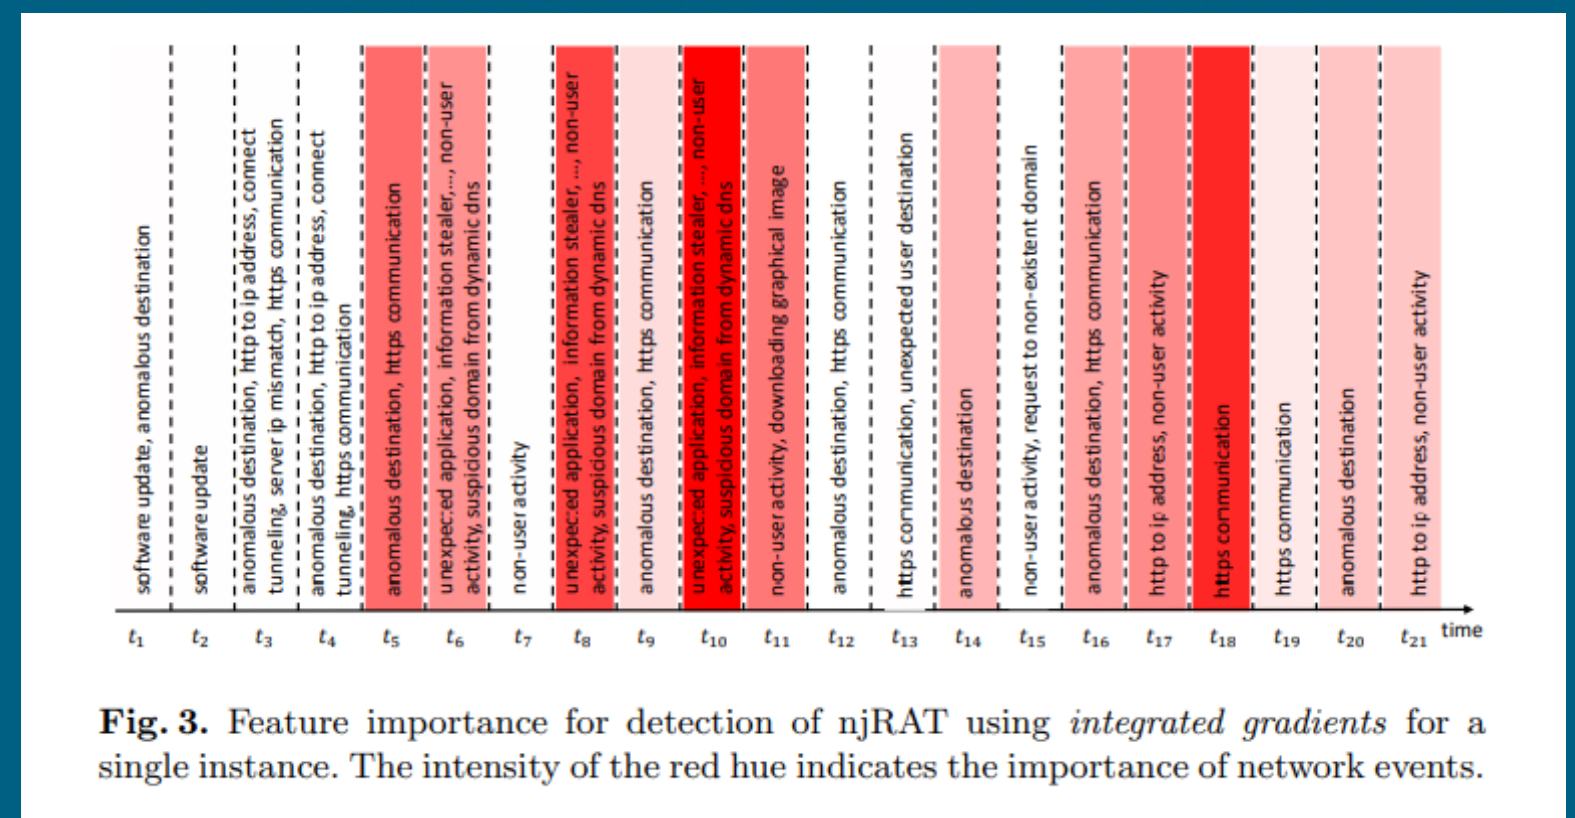 software update, anomalous destination
software update
anomalous destination, http to ip address, connect
tunneling, server ip mismatch, https communication
anomalous destination, http to ip address, connect
tunneling, https communication
anomalous destination, https communication
unexpected application, information stealer,..., non-user
activity, suspicious domain from dynamic dns
non-user activity
unexpected application, information stealer, ..., non-user
activity, suspicious domain from dynamic dns
anomalous destination, https communication
unexpected application, information stealer, ..., non-user
activity, suspicious domain from dynamic dns
non-user activity, downloading graphical image
anomalous destination, https communication
https communication, unexpected user destination
anomalous destination
non-user activity, request to non-existent domain
anomalous destination, https communication
http to ip address, non-user activity
https communication
https communication
anomalous destination
http to ip address, non-user activity
t₁ t₂ t₃ t₄ t₅ t₆ t₇ t₈ t₉ t₁₀ t₁₁ t₁₂ t₁₃ t₁₄ t₁₅ t₁₆ t₁₇ t₁₈ t₁₉ t₂₀ t₂₁ time
Fig. 3. Feature importance for detection of njRAT using integrated gradients for a
single instance. The intensity of the red hue indicates the importance of network events.